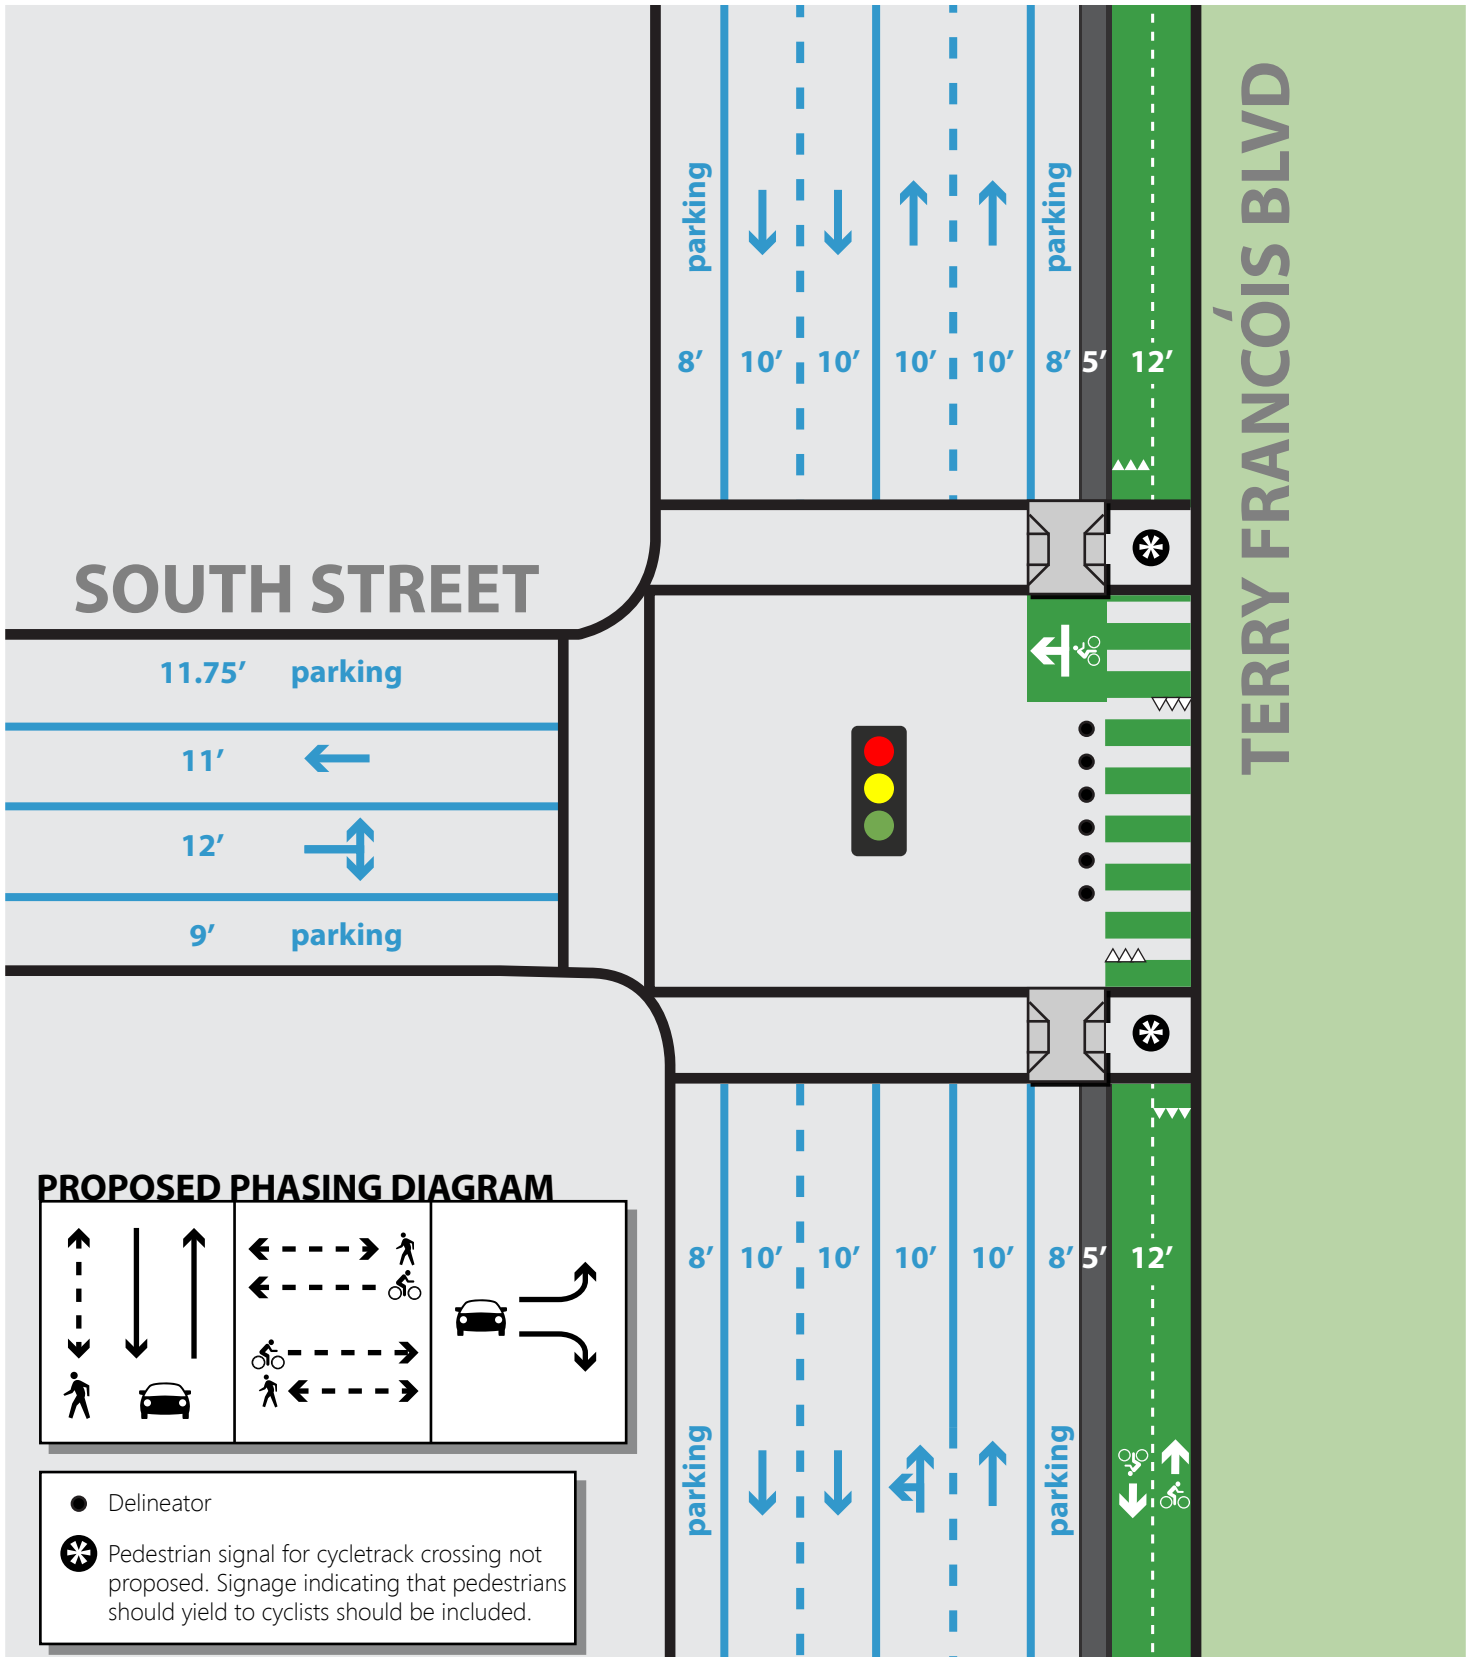 parking
parking
8’ 10’ 10’ 10’ 10’ 8’ 5’ 12’
TERRY FRANCÓIS BLVD
SOUTH STREET
11.75’ parking
11’
12’
9’ parking
PROPOSED PHASING DIAGRAM
8’ 10’ 10’ 10’ 10’ 8’ 5’ 12’
parking
parking
Delineator
Pedestrian signal for cycletrack crossing not
proposed. Signage indicating that pedestrians
should yield to cyclists should be included.